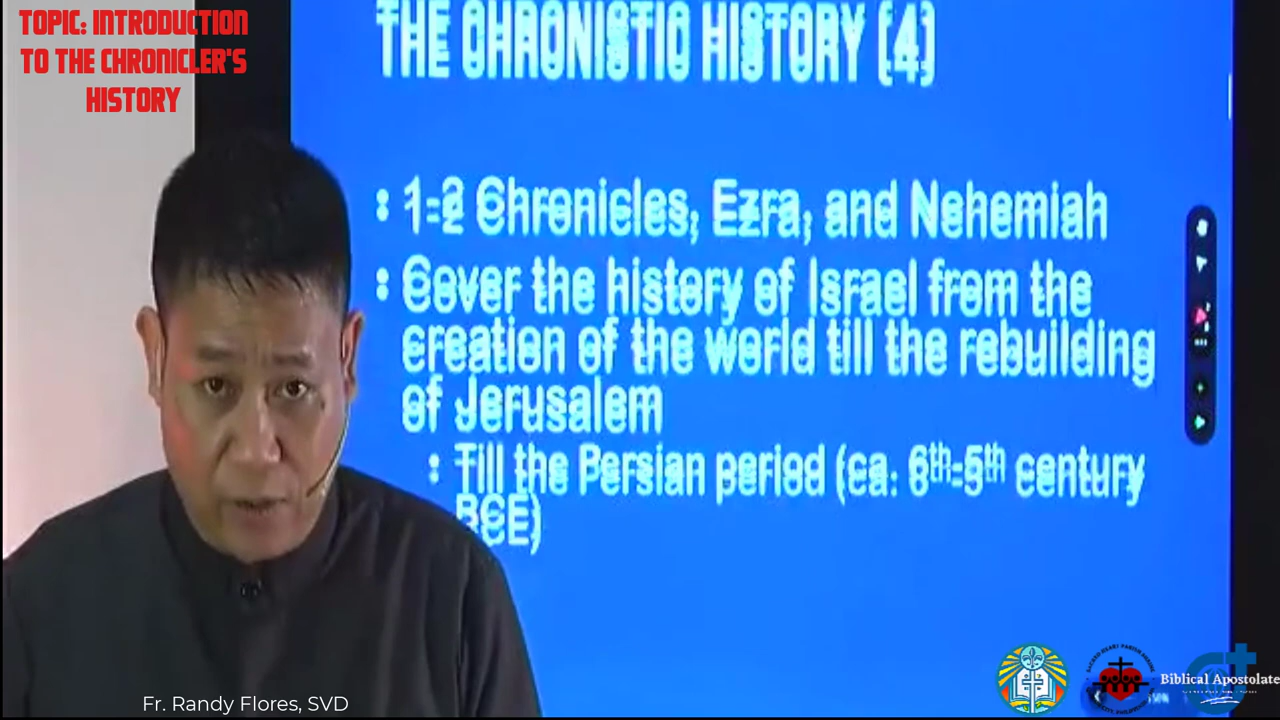 TOPIC: INTRODUCTION
TO THE CHRONICLER'S
HISTORY
THE CHRONISTIC HISTORY (4)
• 1-2 Chronicles, Ezra, and Nehemiah
• Cover the history of Israel from the
creation of the world till the rebuilding
of Jerusalem
• Till the Persian period (ca. 6th-5th century
BCE)
Fr. Randy Flores, SVD
Biblical Apostolate